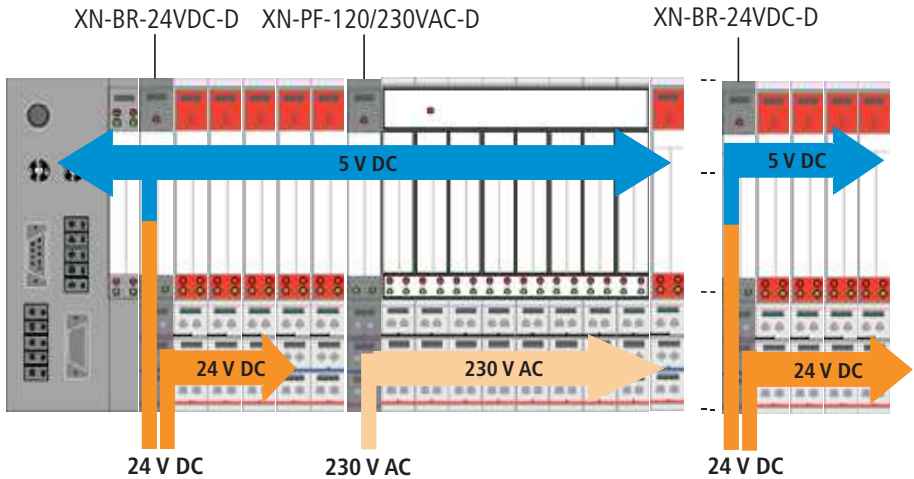 XN-BR-24VDC-D
XN-PF-120/230VAC-D
XN-BR-24VDC-D
5 V DC
5 V DC
24 V DC
230 V AC
24 V DC
24 V DC
230 V AC
24 V DC